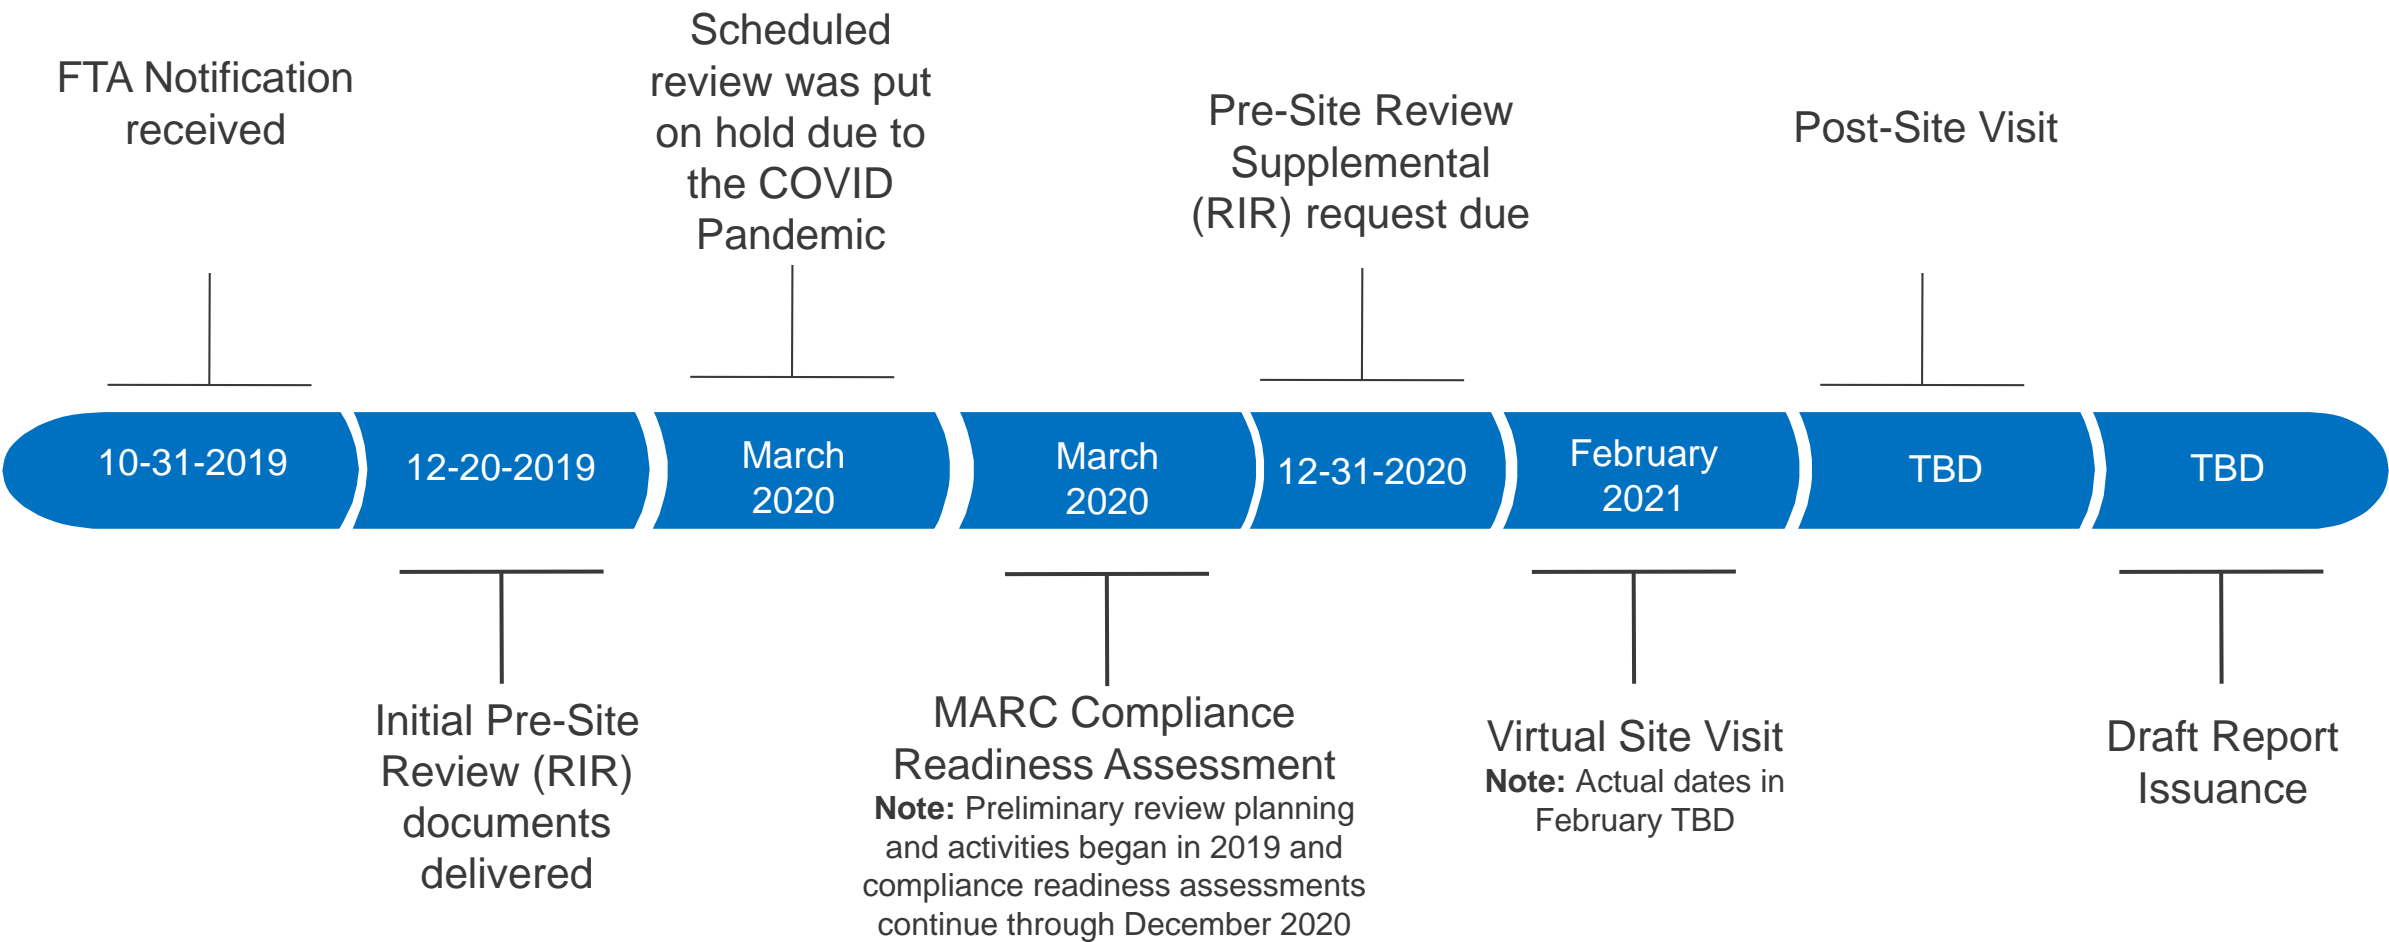 FTA Notification
received
Scheduled
review was put
on hold due to
the COVID
Pandemic
Pre-Site Review
Supplemental
(RIR) request due
Post-Site Visit
10-31-2019
12-20-2019
March
2020
March
2020
12-31-2020
February
2021
TBD
TBD
Initial Pre-Site
Review (RIR)
documents
delivered
MARC Compliance
Readiness Assessment
Note: Preliminary review planning
and activities began in 2019 and
compliance readiness assessments
continue through December 2020
Virtual Site Visit
Note: Actual dates in
February TBD
Draft Report
Issuance